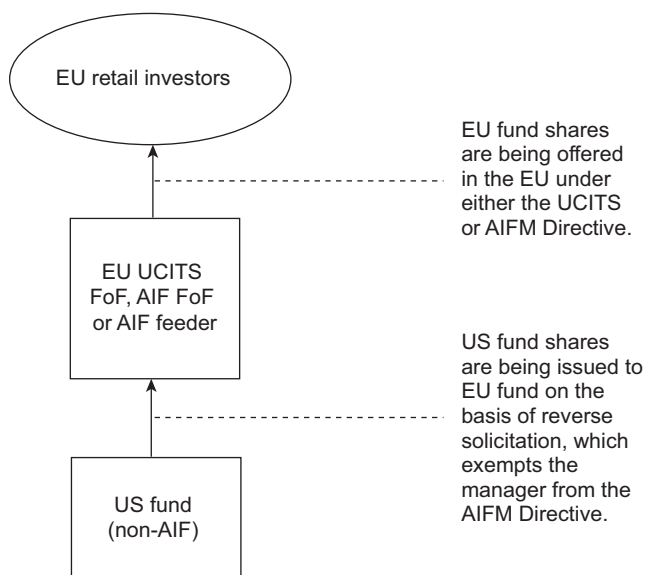 EU retail investors
EU fund shares
are being offered
in the EU under
either the UCITS
or AIFM Directive.
EU UCITS
FoF, AIF FoF
or AIF feeder
US fund shares
are being issued to
EU fund on the
basis of reverse
solicitation, which
exempts the
manager from the
AIFM Directive.
US fund
(non-AIF)